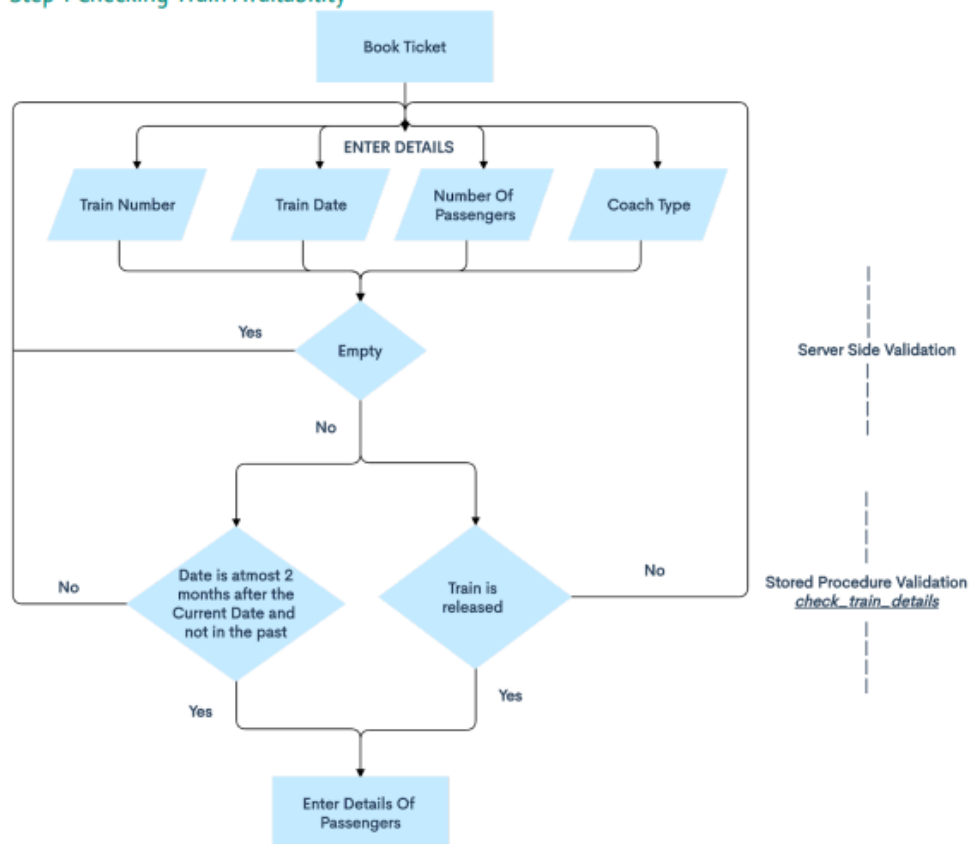 Book Ticket
ENTER DETAILS
Train Number
Train Date
Number Of
Passengers
Coach Type
Yes
Empty
Server Side Validation
No
Date is atmost 2
months after the
Current Date and
not in the past
No
Train is
released
No
Stored Procedure Validation
check_train_details
Yes
Yes
Enter Details Of
Passengers